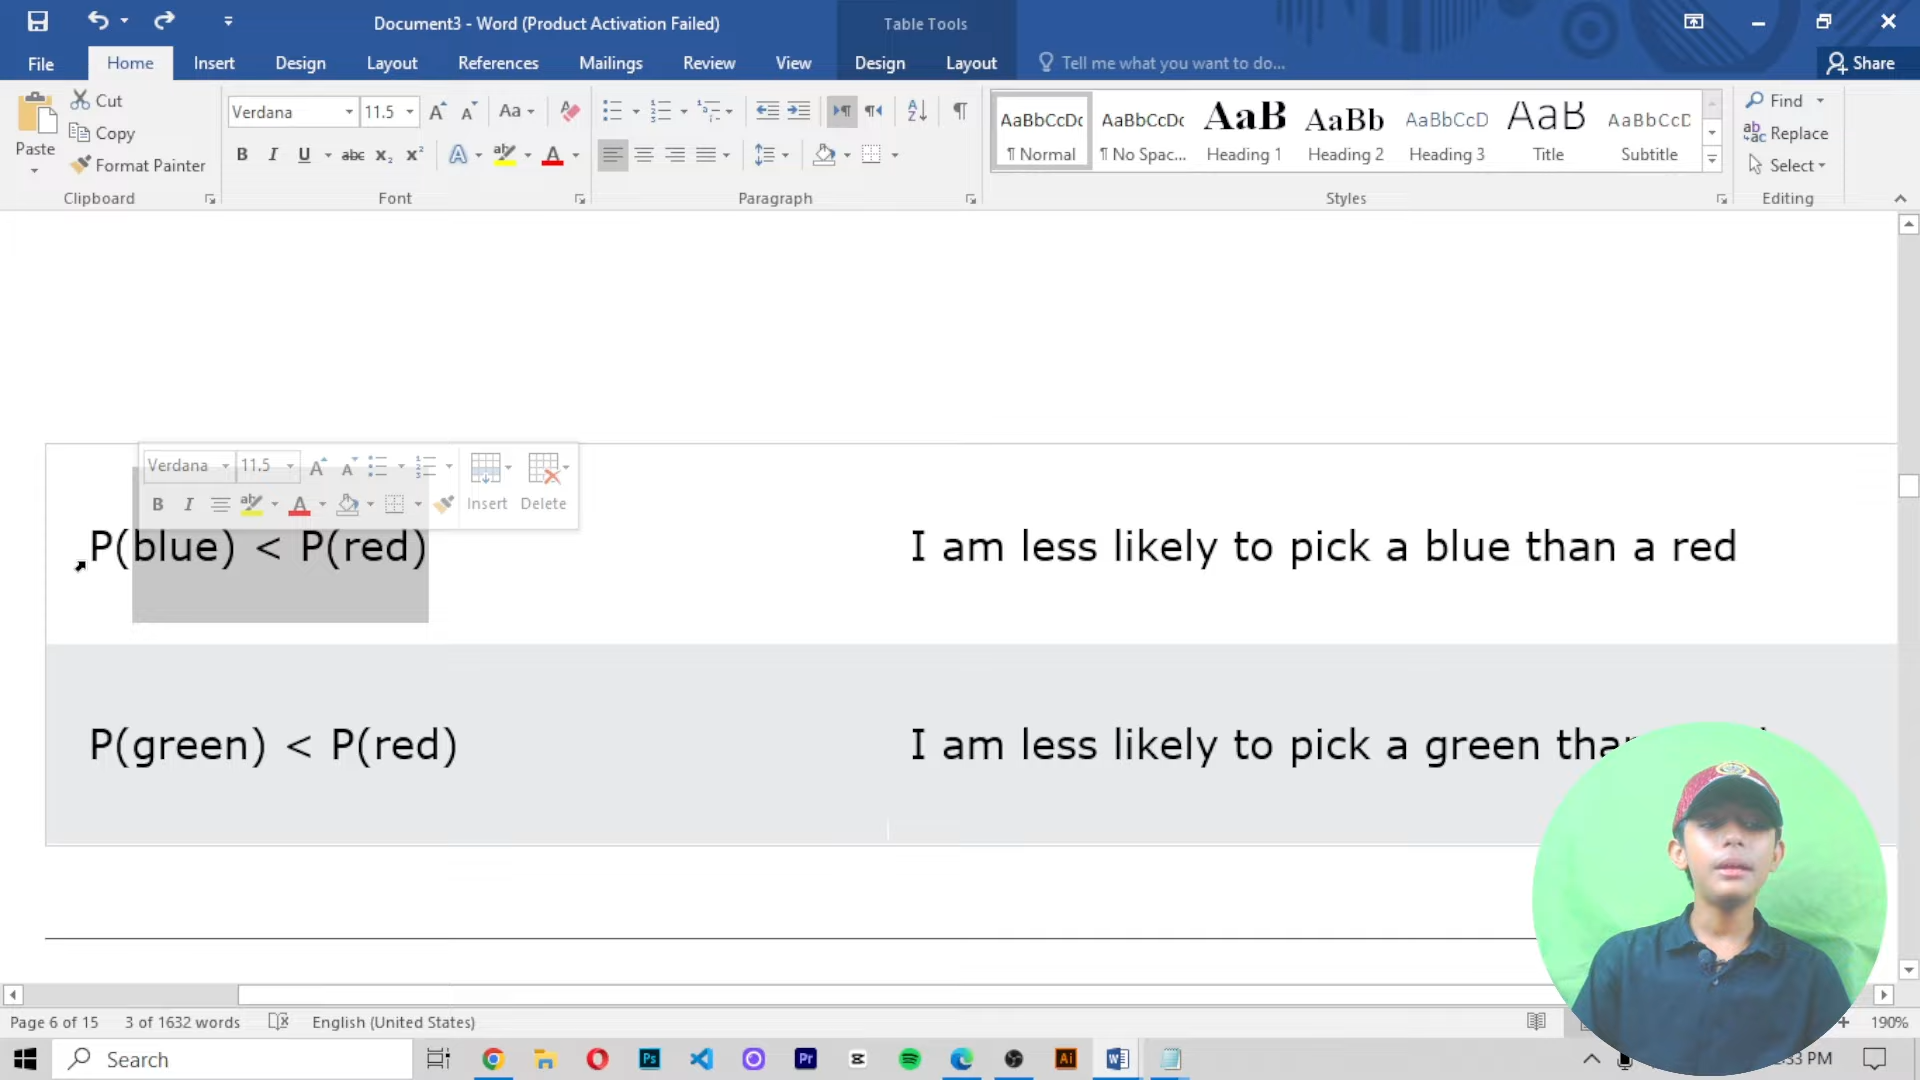 Document3 - Word (Product Activation Failed)
Table Tools
File Home Insert Design Layout References Mailings Review View Design Layout Tell me what you want to do... Share
Paste
Cut
Copy
Format Painter
Clipboard
Verdana 11.5
Font
Paragraph
AaBbCcDc AaBbCcDc AaB AaBb AaBbCcD AaB AaBbCcC
¶ Normal ¶ No Spac... Heading 1 Heading 2 Heading 3 Title Subtitle
Styles
Find
Replace
Select
Editing
Verdana 11.5
Insert Delete
P(blue) < P(red) I am less likely to pick a blue than a red
P(green) < P(red) I am less likely to pick a green
Page 6 of 15 3 of 1632 words English (United States) 190%
Search